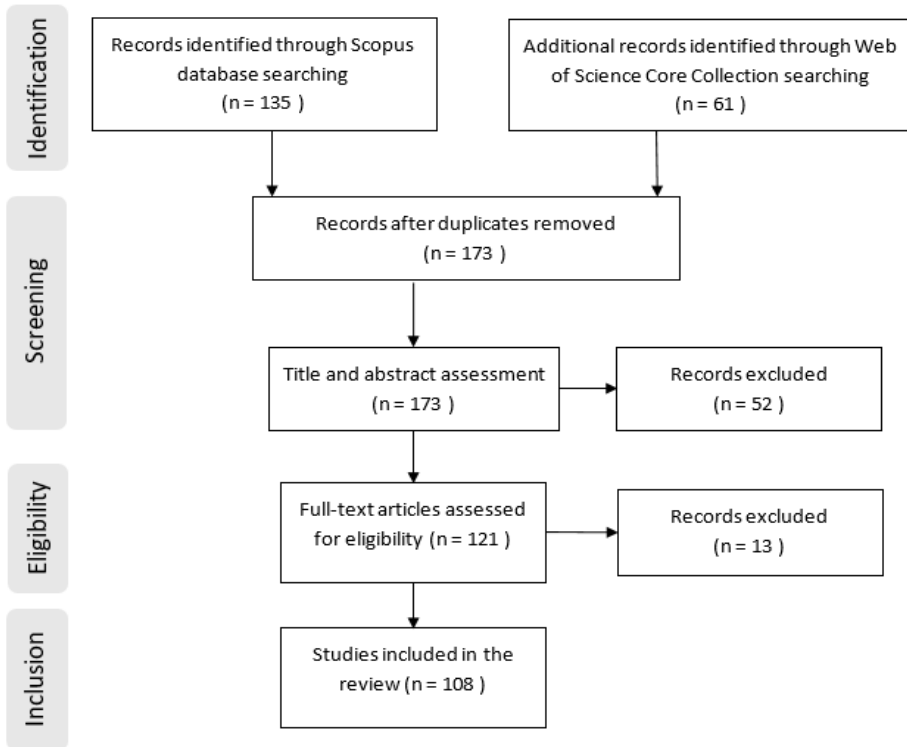 Identification
Records identified through Scopus
database searching
(n = 135 )
Additional records identified through Web
of Science Core Collection searching
(n = 61 )
Screening
Records after duplicates removed
(n = 173 )
Title and abstract assessment
(n = 173 )
Records excluded
(n = 52 )
Eligibility
Full-text articles assessed
for eligibility (n = 121 )
Records excluded
(n = 13 )
Inclusion
Studies included in the
review (n = 108 )